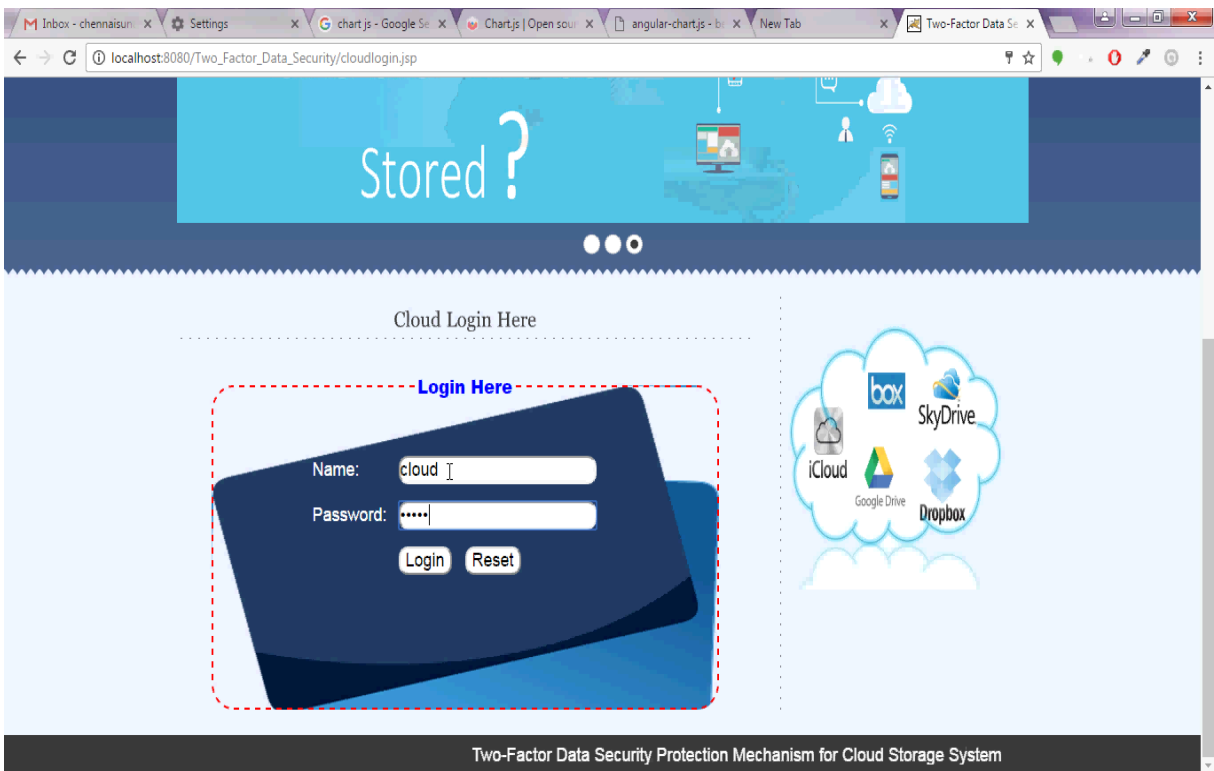 Inbox - chennaisun
Settings
chart js - Google Se
Chart.js | Open sour
angular-chart.js - be
New Tab
Two-Factor Data Se
localhost:8080/Two_Factor_Data_Security/cloudlogin.jsp
Stored ?
Cloud Login Here
Login Here
Name:
cloud
Password:
•••••
Login
Reset
box
SkyDrive
iCloud
Google Drive
Dropbox
Two-Factor Data Security Protection Mechanism for Cloud Storage System